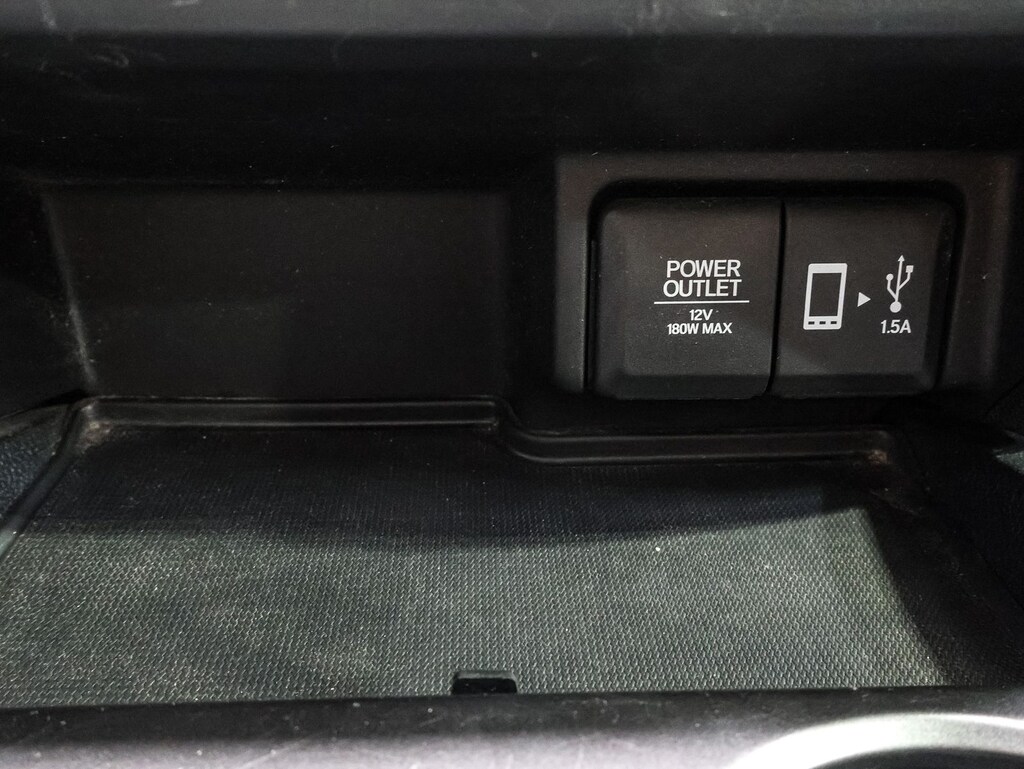 POWER
OUTLET
12V
180W MAX
1.5A